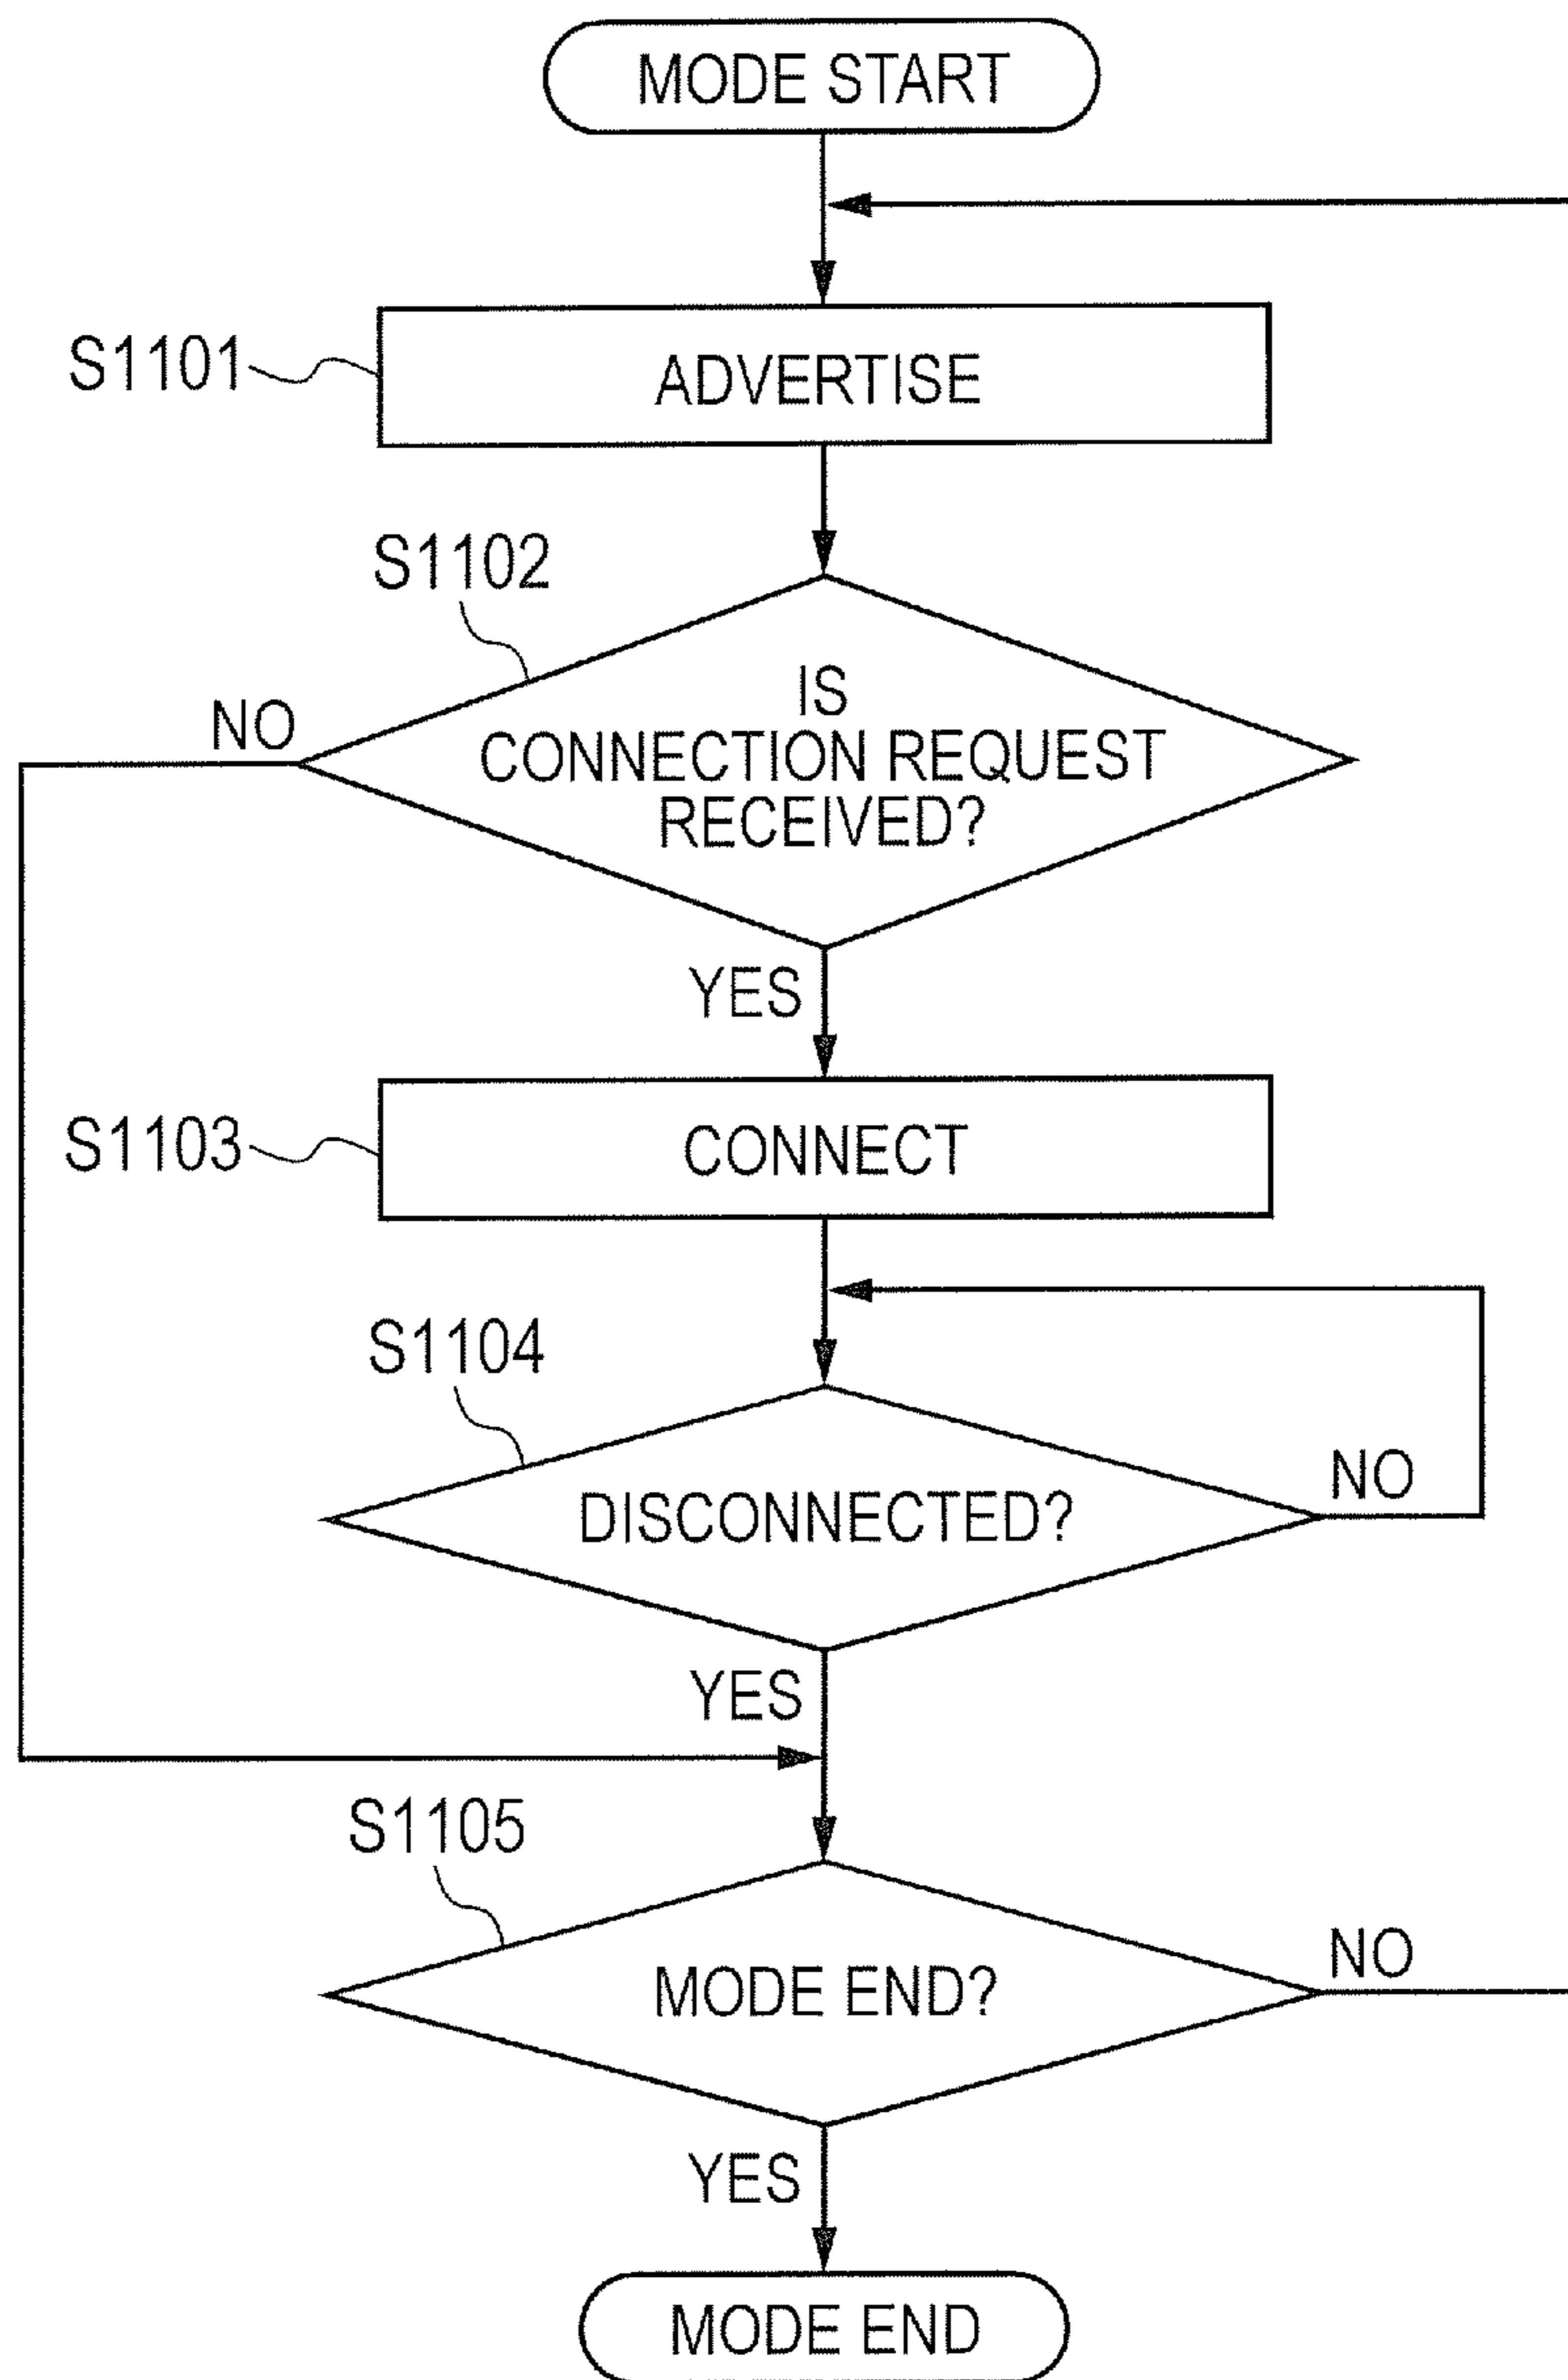 MODE START
S1101
ADVERTISE
S1102
NO
IS
CONNECTION REQUEST
RECEIVED?
YES
S1103
CONNECT
S1104
DISCONNECTED?
NO
YES
S1105
MODE END?
NO
YES
MODE END